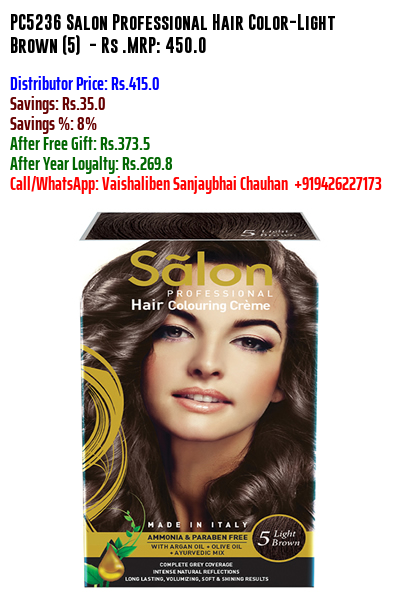 PC5236 Salon Professional Hair Color-Light
Brown (5) - Rs .MRP: 450.0
Distributor Price: Rs.415.0
Savings: Rs.35.0
Savings %: 8%
After Free Gift: Rs.373.5
After Year Loyalty: Rs.269.8
Call/WhatsApp: Vaishaliben Sanjaybhai Chauhan +919426227173
5 Light
Brown
Sãlon
PROFESSIONAL
Hair Colouring Crème
MADE IN ITALY
AMMONIA & PARABEN FREE
WITH ARGAN OIL + OLIVE OIL
+ AYURVEDIC MIX
5 Light
Brown
COMPLETE GREY COVERAGE
INTENSE NATURAL REFLECTIONS
LONG LASTING, VOLUMIZING, SOFT & SHINING RESULTS